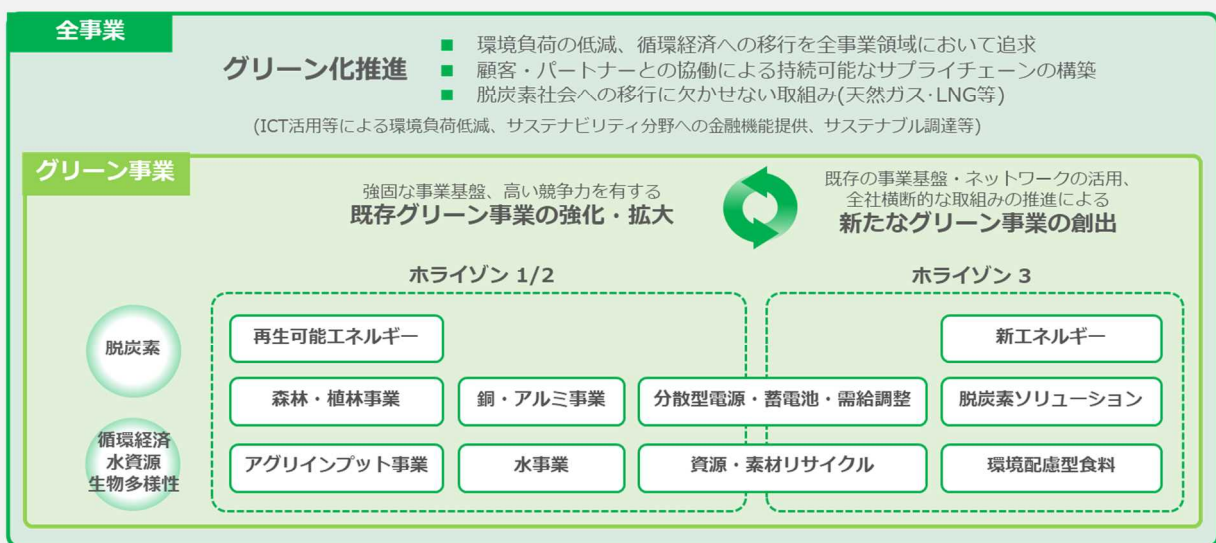 全事業
グリーン化推進
■ 環境負荷の低減、循環経済への移行を全事業領域において追求
■ 顧客・パートナーとの協働による持続可能なサプライチェーンの構築
■ 脱炭素社会への移行に欠かせない取組み(天然ガス・LNG等)
(ICT活用等による環境負荷低減、サステナビリティ分野への金融機能提供、サステナブル調達等)
グリーン事業
強固な事業基盤、高い競争力を有する
既存グリーン事業の強化・拡大
既存の事業基盤・ネットワークの活用、
全社横断的な取組みの推進による
新たなグリーン事業の創出
ホライゾン 1/2
ホライゾン 3
脱炭素
再生可能エネルギー
新エネルギー
森林・植林事業
銅・アルミ事業
分散型電源・蓄電池・需給調整
脱炭素ソリューション
循環経済
水資源
生物多様性
アグリインプット事業
水事業
資源・素材リサイクル
環境配慮型食料